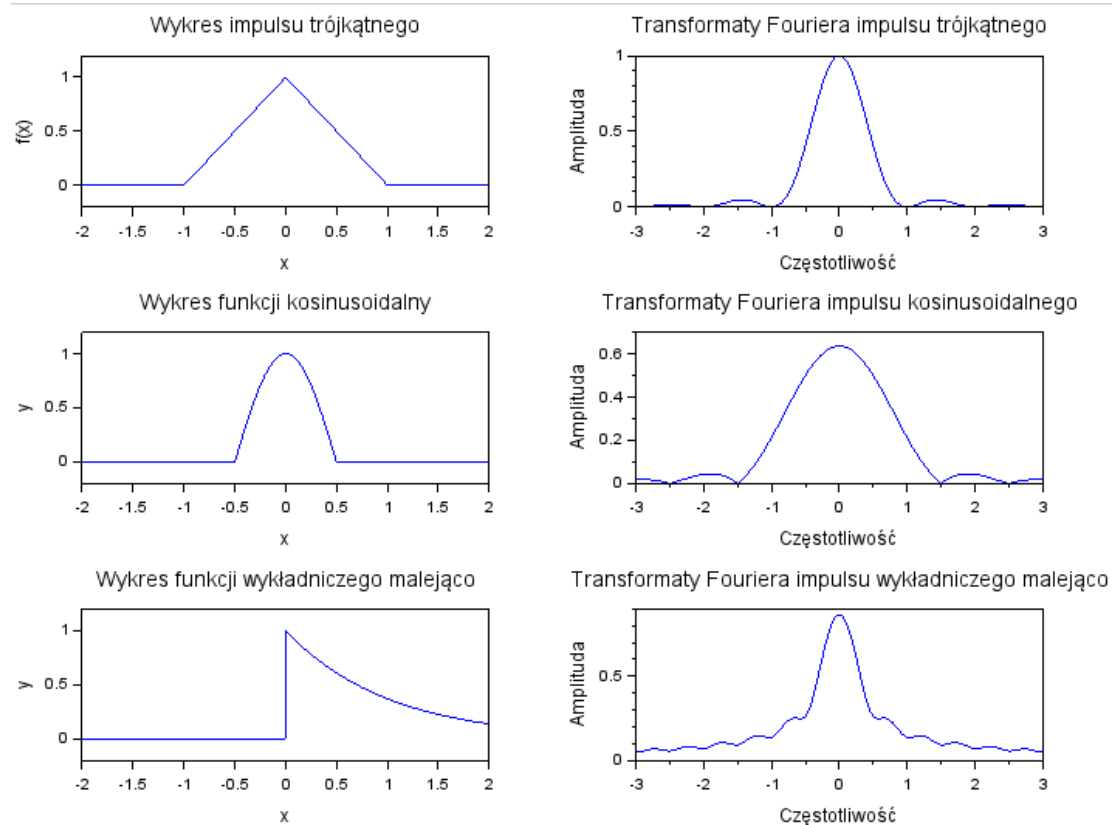 Wykres impulsu trójkątnego
1
0.5
0
f(x)
-2 -1.5 -1 -0.5 0 0.5 1 1.5 2
x
Transformaty Fouriera impulsu trójkątnego
1
0.5
0
Amplituda
-3 -2 -1 0 1 2 3
Częstotliwość
Wykres funkcji kosinusoidalny
1
0.5
0
y
-2 -1.5 -1 -0.5 0 0.5 1 1.5 2
x
Transformaty Fouriera impulsu kosinusoidalnego
0.6
0.4
0.2
0
Amplituda
-3 -2 -1 0 1 2 3
Częstotliwość
Wykres funkcji wykładniczego malejąco
1
0.5
0
y
-2 -1.5 -1 -0.5 0 0.5 1 1.5 2
x
Transformaty Fouriera impulsu wykładniczego malejąco
0.5
0
Amplituda
-3 -2 -1 0 1 2 3
Częstotliwość